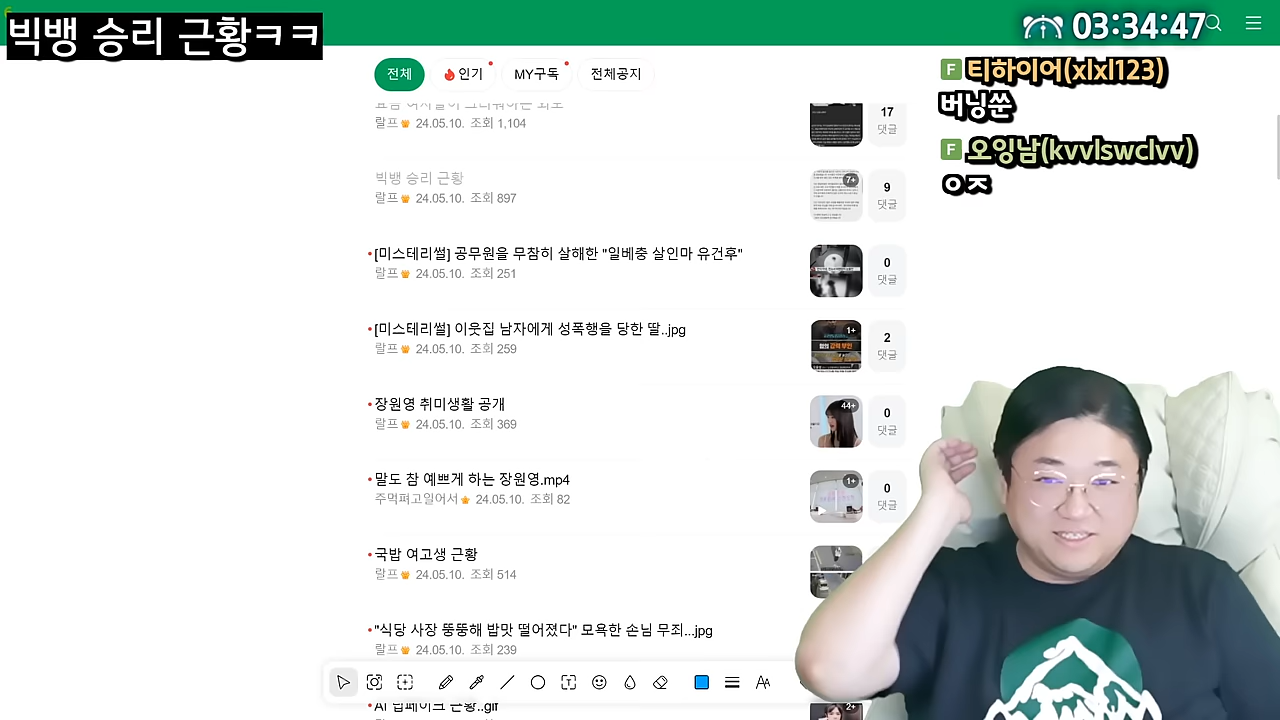 빅뱅 승리 근황ㅋㅋ
03:34:47
전체
인기
MY구독
전체공지
F 티하이어(xlxl123)
버닝쑨
F 오잉남(kvvlswclvv)
ㅇㅈ
랄프 24.05.10. 조회 1,104
17
댓글
빅뱅 승리 근황
랄프 24.05.10. 조회 897
7+
9
댓글
[미스테리썰] 공무원을 무참히 살해한 "일베충 살인마 유건후"
랄프 24.05.10. 조회 251
0
댓글
[미스테리썰] 이웃집 남자에게 성폭행을 당한 딸..jpg
랄프 24.05.10. 조회 259
1+
2
댓글
장원영 취미생활 공개
랄프 24.05.10. 조회 369
44+
0
댓글
말도 참 예쁘게 하는 장원영.mp4
주먹펴고일어서 24.05.10. 조회 82
1+
0
댓글
국밥 여고생 근황
랄프 24.05.10. 조회 514
"식당 사장 뚱뚱해 밥맛 떨어졌다" 모욕한 손님 무죄...jpg
랄프 24.05.10. 조회 239
AI 딥페이크 근황..gif
2+